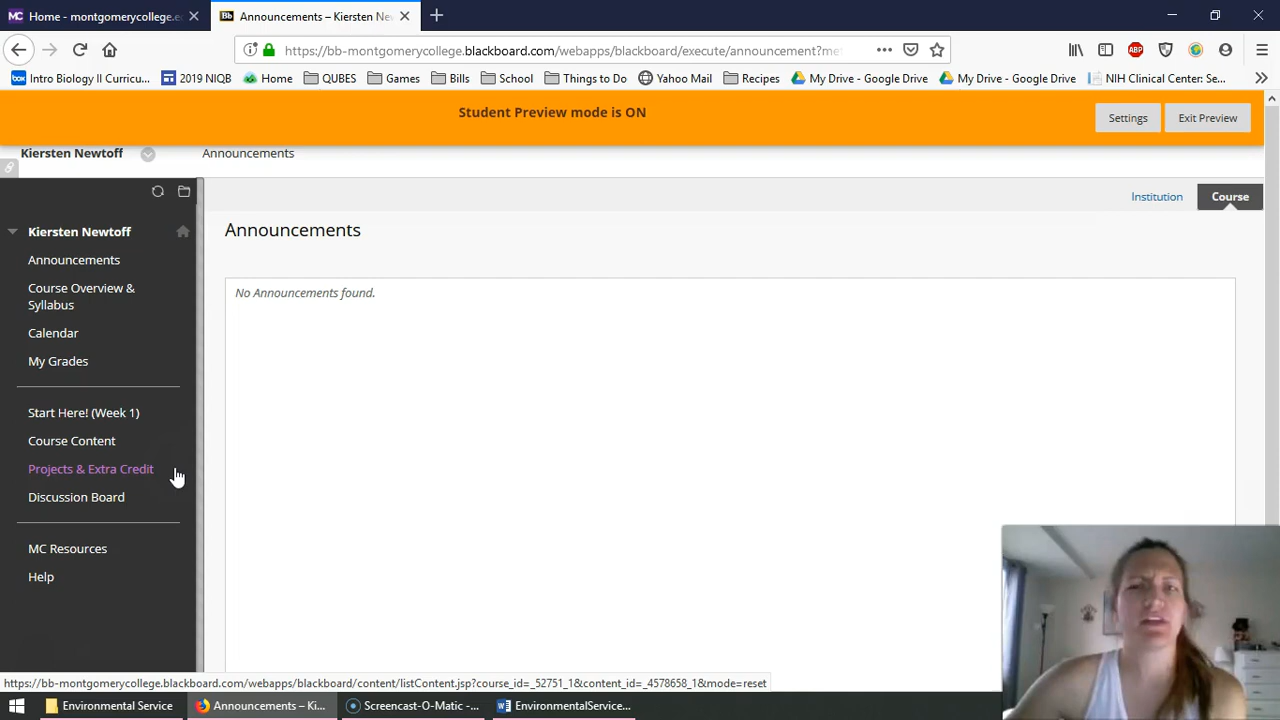 Home - montgomerycollege.e
Announcements – Kiersten Ne
https://bb-montgomerycollege.blackboard.com/webapps/blackboard/execute/announcement?me
Intro Biology II Curricu...
2019 NIQB
Home
QUBES
Games
Bills
School
Things to Do
Yahoo Mail
Recipes
My Drive - Google Drive
My Drive - Google Drive
NIH Clinical Center: Se...
Student Preview mode is ON
Settings
Exit Preview
Kiersten Newtoff
Announcements
Institution
Course
Kiersten Newtoff
Announcements
Course Overview &
Syllabus
Calendar
My Grades
Start Here! (Week 1)
Course Content
Projects & Extra Credit
Discussion Board
MC Resources
Help
Announcements
No Announcements found.
https://bb-montgomerycollege.blackboard.com/webapps/blackboard/content/listContent.jsp?course_id=_52751_1&content_id=_4578658_1&mode=reset
Environmental Service
Announcements – Ki...
Screencast-O-Matic -...
EnvironmentalService...